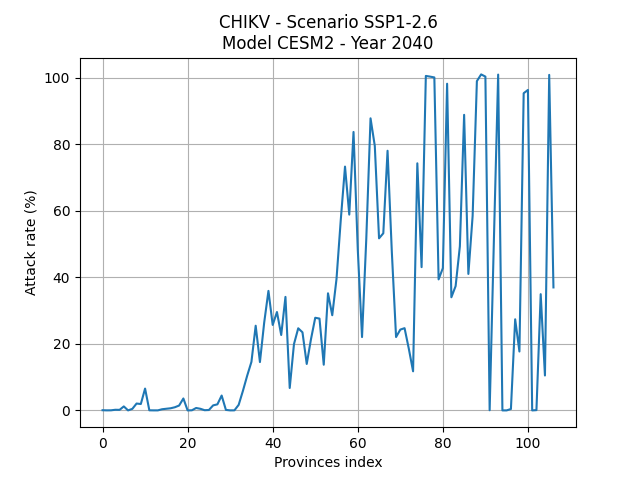 CHIKV - Scenario SSP1-2.6
Model CESM2 - Year 2040
100
80
60
40
20
0
Attack rate (%)
0 20 40 60 80 100
Provinces index